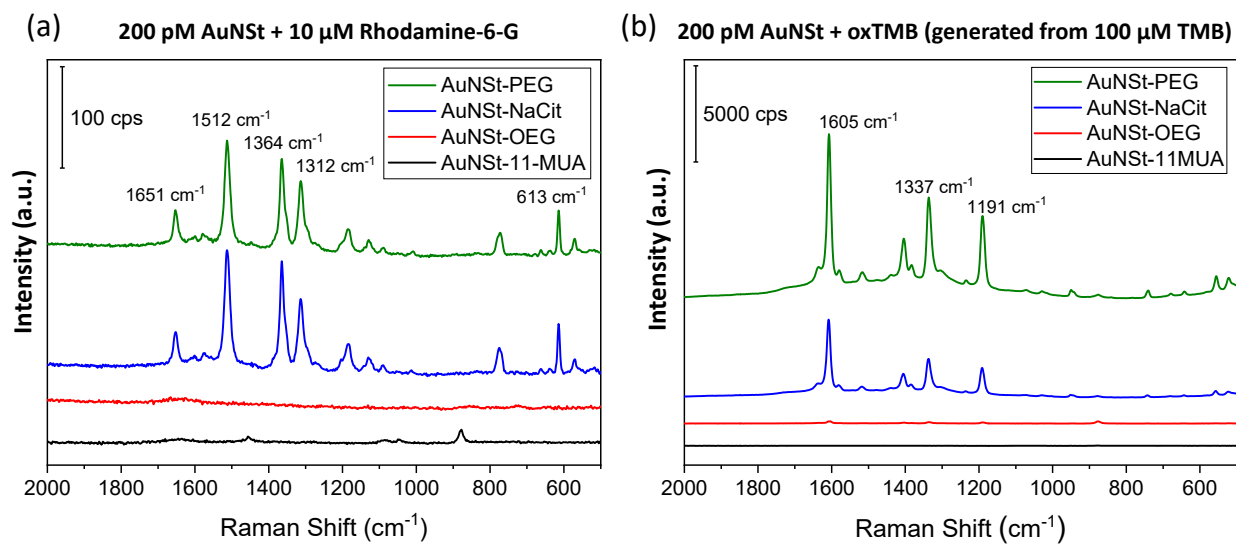 (a)
200 pM AuNSt + 10 µM Rhodamine-6-G
100 cps
AuNSt-PEG
AuNSt-NaCit
AuNSt-OEG
AuNSt-11-MUA
1651 cm⁻¹
1512 cm⁻¹
1364 cm⁻¹
1312 cm⁻¹
613 cm⁻¹
Intensity (a.u.)
2000 1800 1600 1400 1200 1000 800 600
Raman Shift (cm⁻¹)
(b)
200 pM AuNSt + oxTMB (generated from 100 µM TMB)
5000 cps
AuNSt-PEG
AuNSt-NaCit
AuNSt-OEG
AuNSt-11MUA
1605 cm⁻¹
1337 cm⁻¹
1191 cm⁻¹
Intensity (a.u.)
2000 1800 1600 1400 1200 1000 800 600
Raman Shift (cm⁻¹)